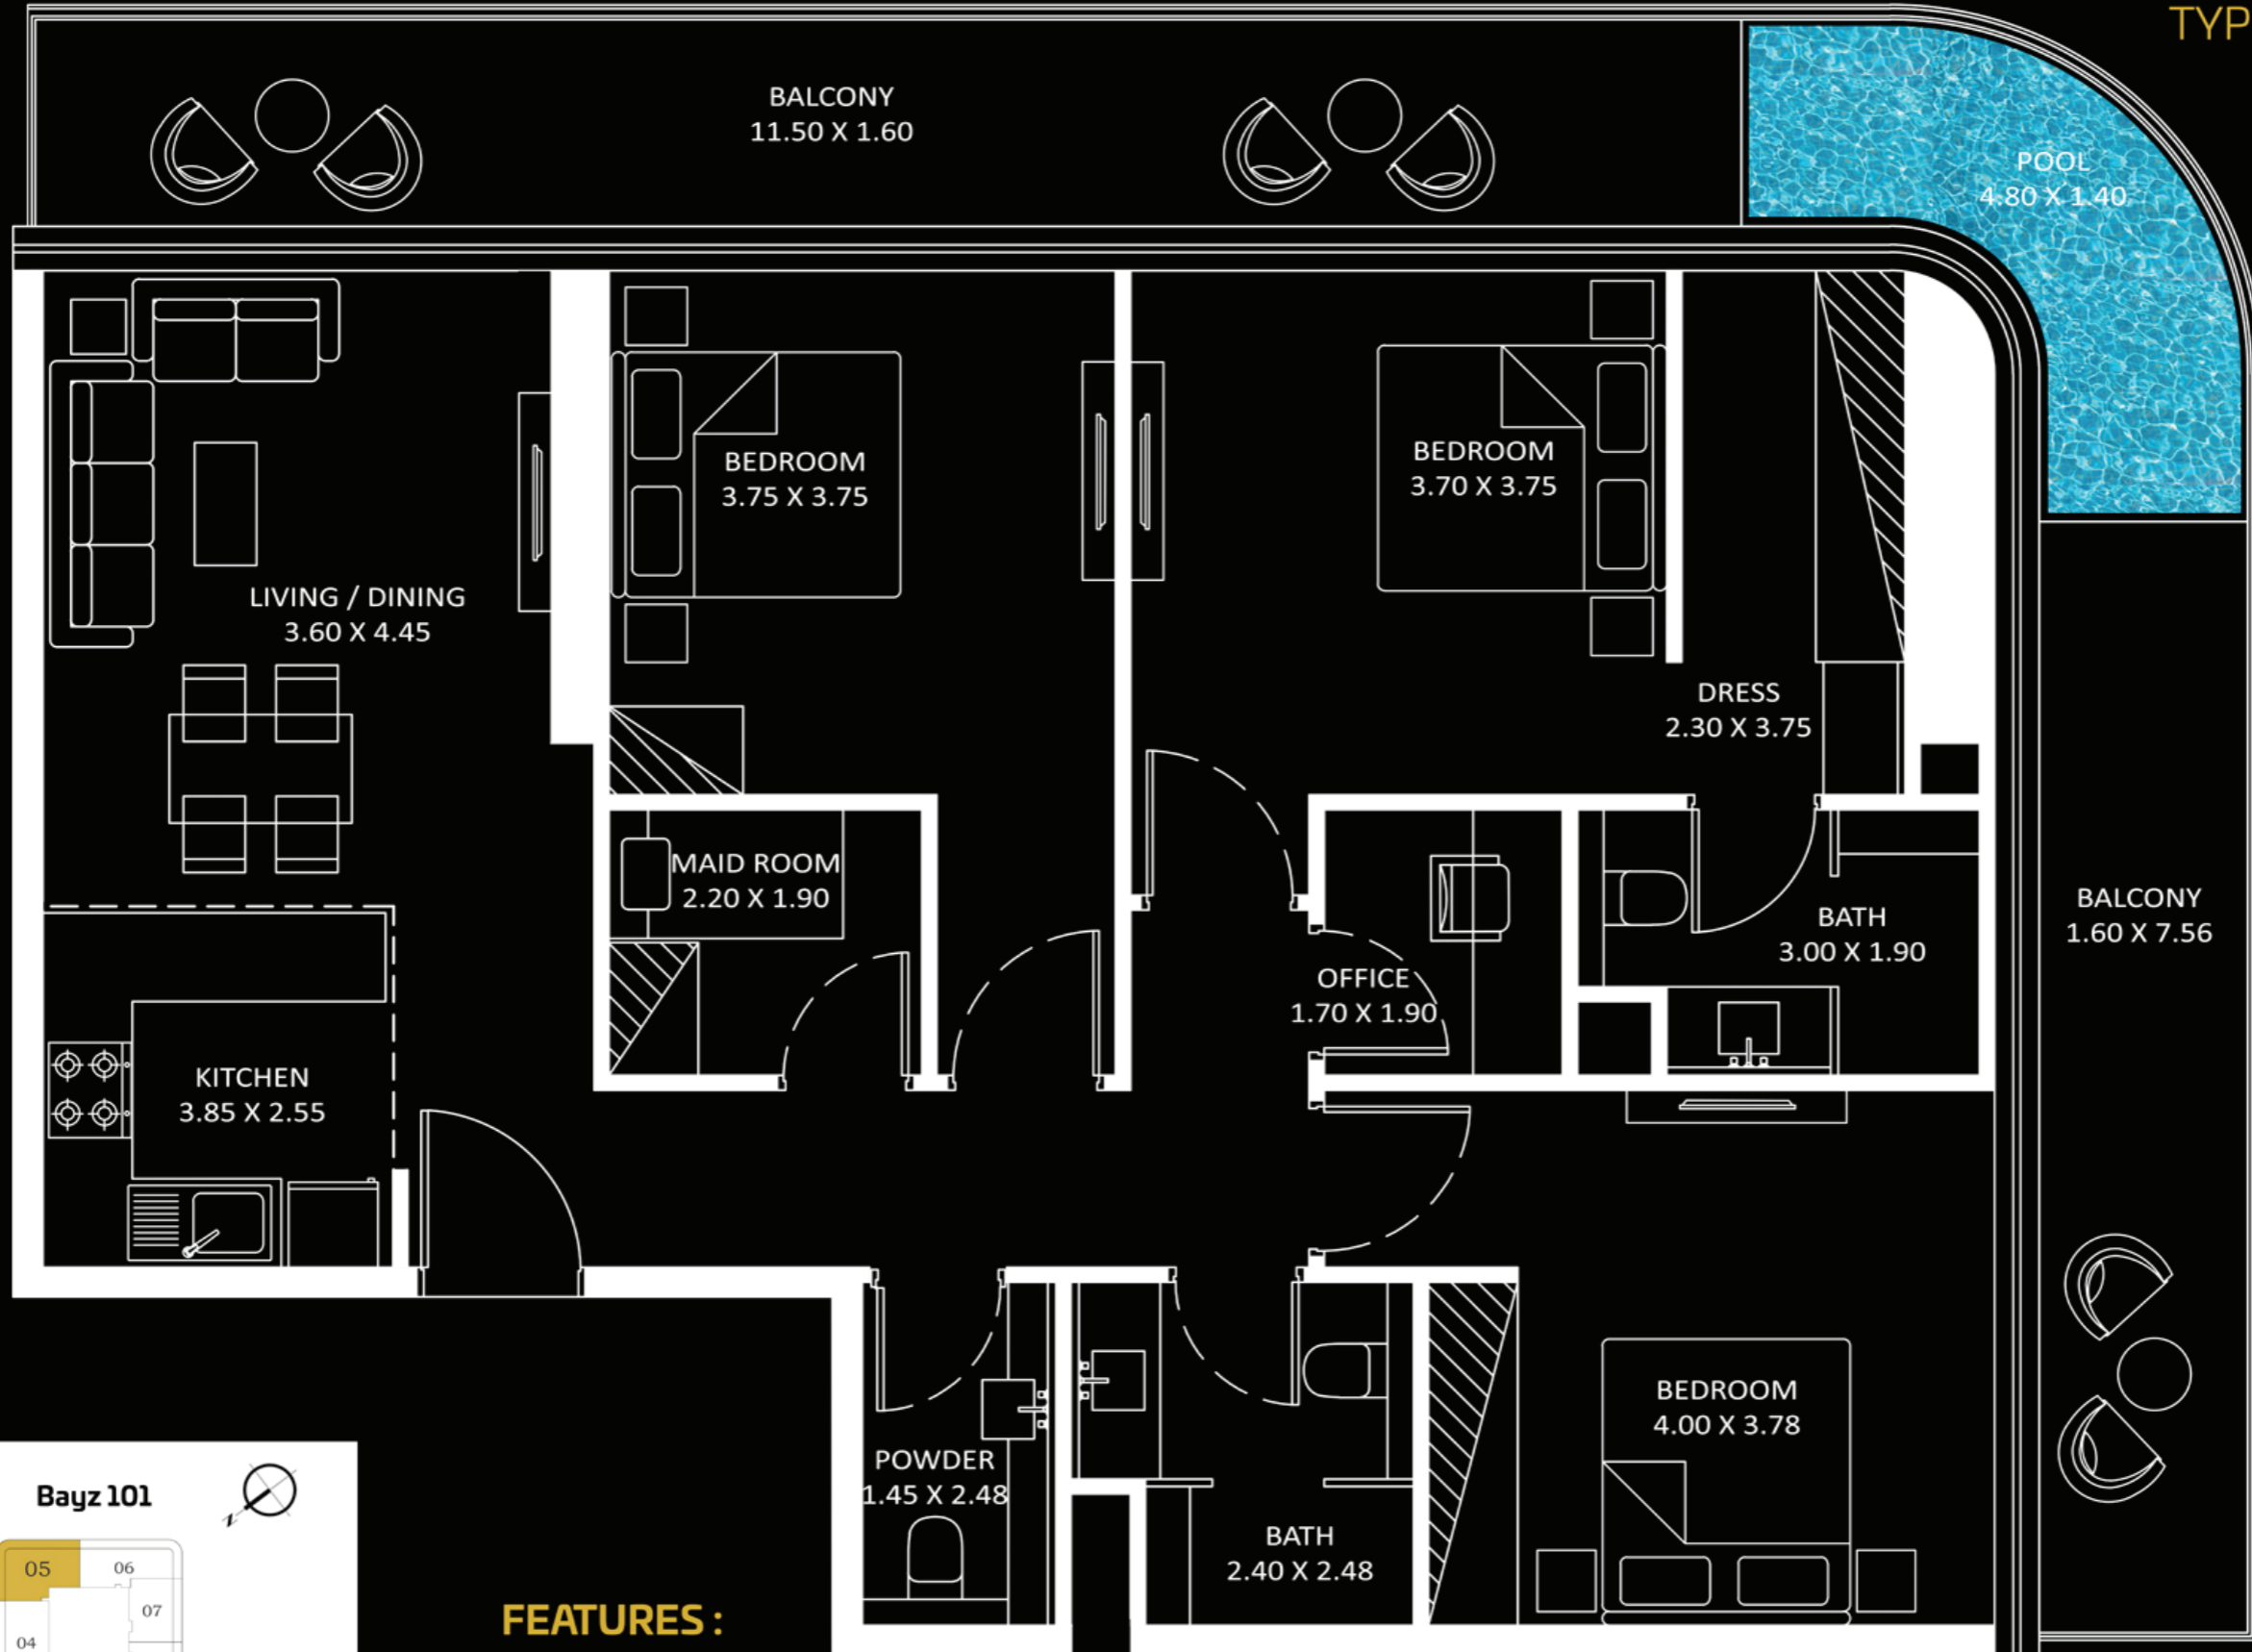 TYP
BALCONY
11.50 X 1.60
POOL
4.80 X 1.40
BEDROOM
3.75 X 3.75
BEDROOM
3.70 X 3.75
LIVING / DINING
3.60 X 4.45
DRESS
2.30 X 3.75
MAID ROOM
2.20 X 1.90
BALCONY
1.60 X 7.56
BATH
3.00 X 1.90
OFFICE
1.70 X 1.90
KITCHEN
3.85 X 2.55
BEDROOM
4.00 X 3.78
POWDER
1.45 X 2.48
BATH
2.40 X 2.48
Bayz 101
N
05
06
07
04
FEATURES :